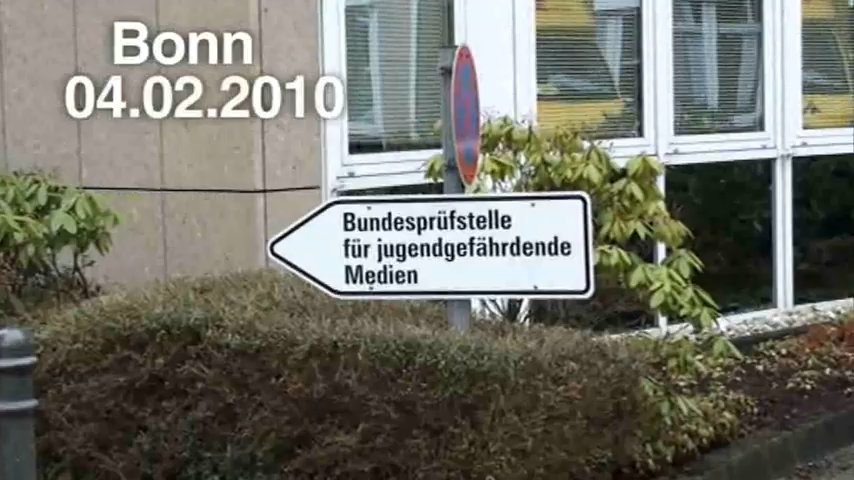 Bonn
04.02.2010
Bundesprüfstelle
für jugendgefährdende
Medien